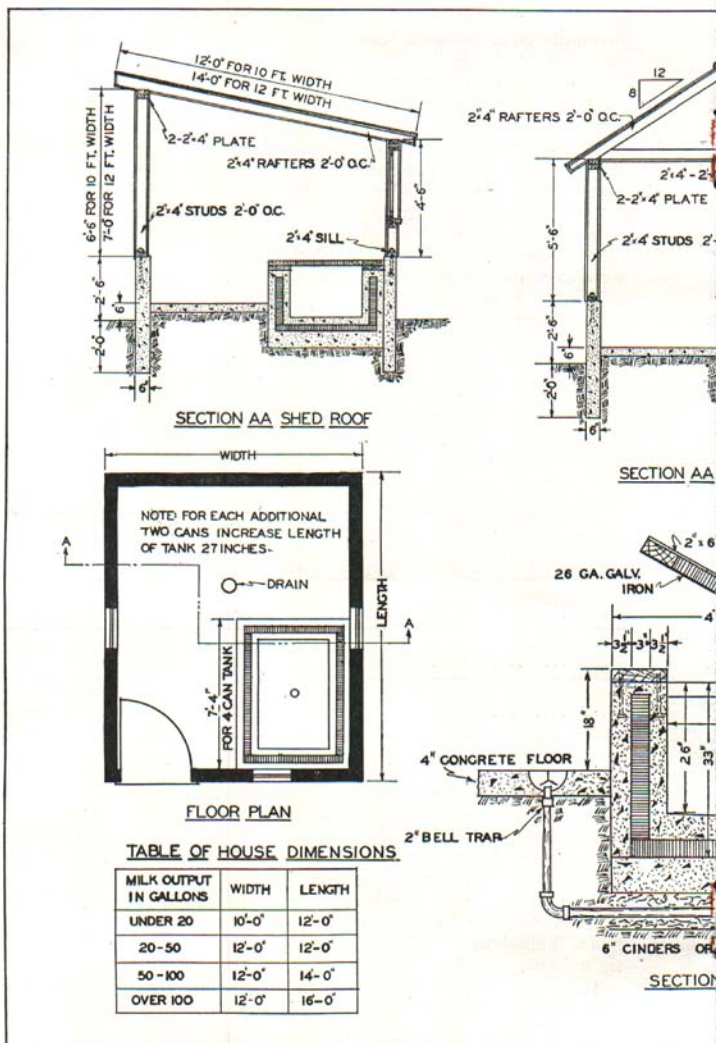 12'-0" FOR 10 FT. WIDTH
14'-0" FOR 12 FT. WIDTH
2-2"x4" PLATE
2"x4" RAFTERS 2'-0" O.C.
6'-6" FOR 10 FT. WIDTH
7'-0" FOR 12 FT. WIDTH
4'-6"
2"x4" STUDS 2'-0" O.C.
2"x4" SILL
2'-6"
6"
2'-0"
6"
SECTION AA SHED ROOF
12
8
2"x4" RAFTERS 2'-0" O.C.
2"x4"-2'-
2-2"x4" PLATE
5'-6"
2"x4" STUDS 2'-
2'-6"
6"
2'-0"
6"
SECTION AA
WIDTH
NOTE: FOR EACH ADDITIONAL
TWO CANS INCREASE LENGTH
OF TANK 27 INCHES-
A
DRAIN
LENGTH
A
7'-4"
FOR 4 CAN TANK
FLOOR PLAN
2" x 6
26 GA. GALV.
IRON
4'
3½"
3"
3½"
18"
26"
33"
4" CONCRETE FLOOR
2" BELL TRAP
6" CINDERS OR
SECTION
TABLE OF HOUSE DIMENSIONS
MILK OUTPUT IN GALLONS WIDTH LENGTH
UNDER 20 10'-0" 12'-0"
20-50 12'-0" 12'-0"
50-100 12'-0" 14'-0"
OVER 100 12'-0" 16'-0"